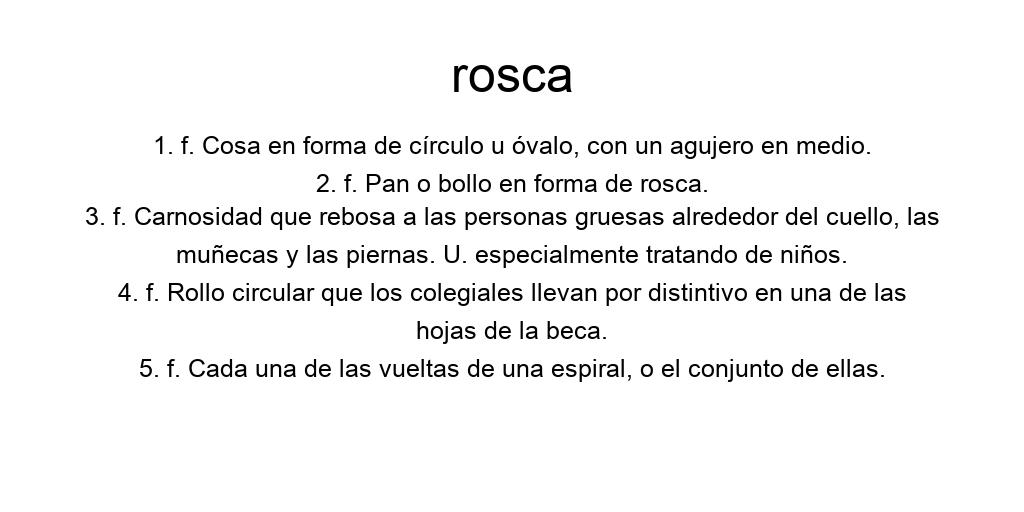 rosca
1. f. Cosa en forma de círculo u óvalo, con un agujero en medio.
2. f. Pan o bollo en forma de rosca.
3. f. Carnosidad que rebosa a las personas gruesas alrededor del cuello, las
muñecas y las piernas. U. especialmente tratando de niños.
4. f. Rollo circular que los colegiales llevan por distintivo en una de las
hojas de la beca.
5. f. Cada una de las vueltas de una espiral, o el conjunto de ellas.